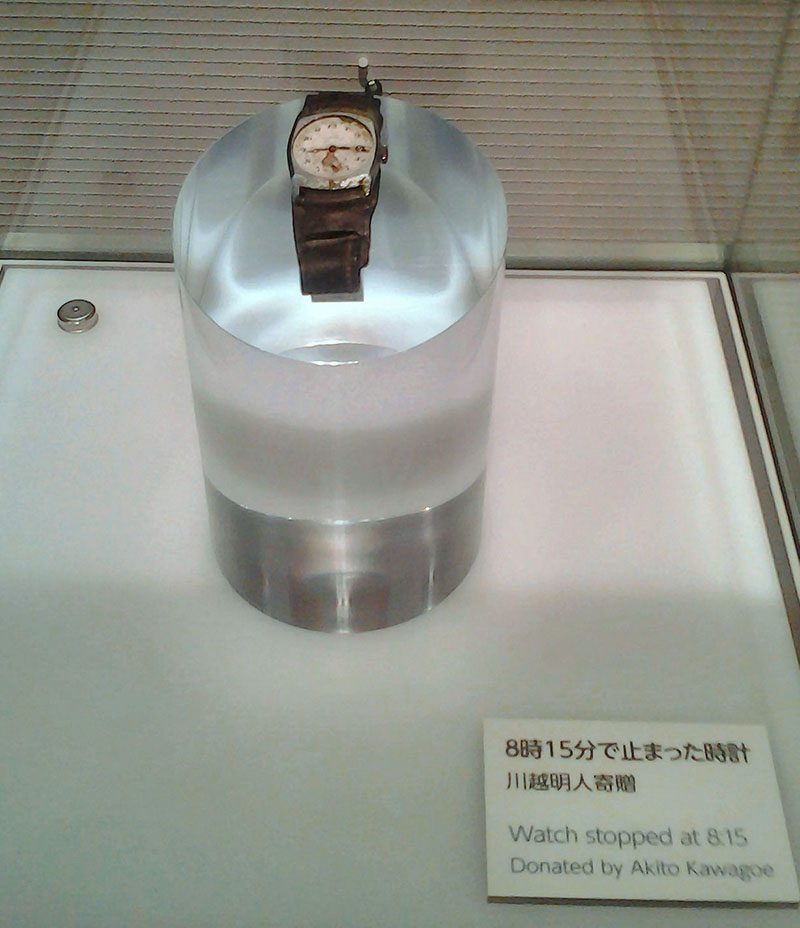 8時15分で止まった時計
川越明人寄贈
Watch stopped at 8:15
Donated by Akito Kawagoe